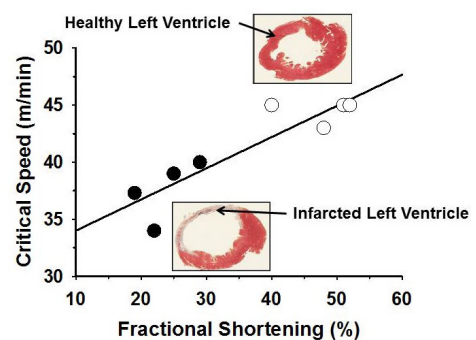 Healthy Left Ventricle
50
45
40
35
30
Critical Speed (m/min)
Infarcted Left Ventricle
10 20 30 40 50 60
Fractional Shortening (%)